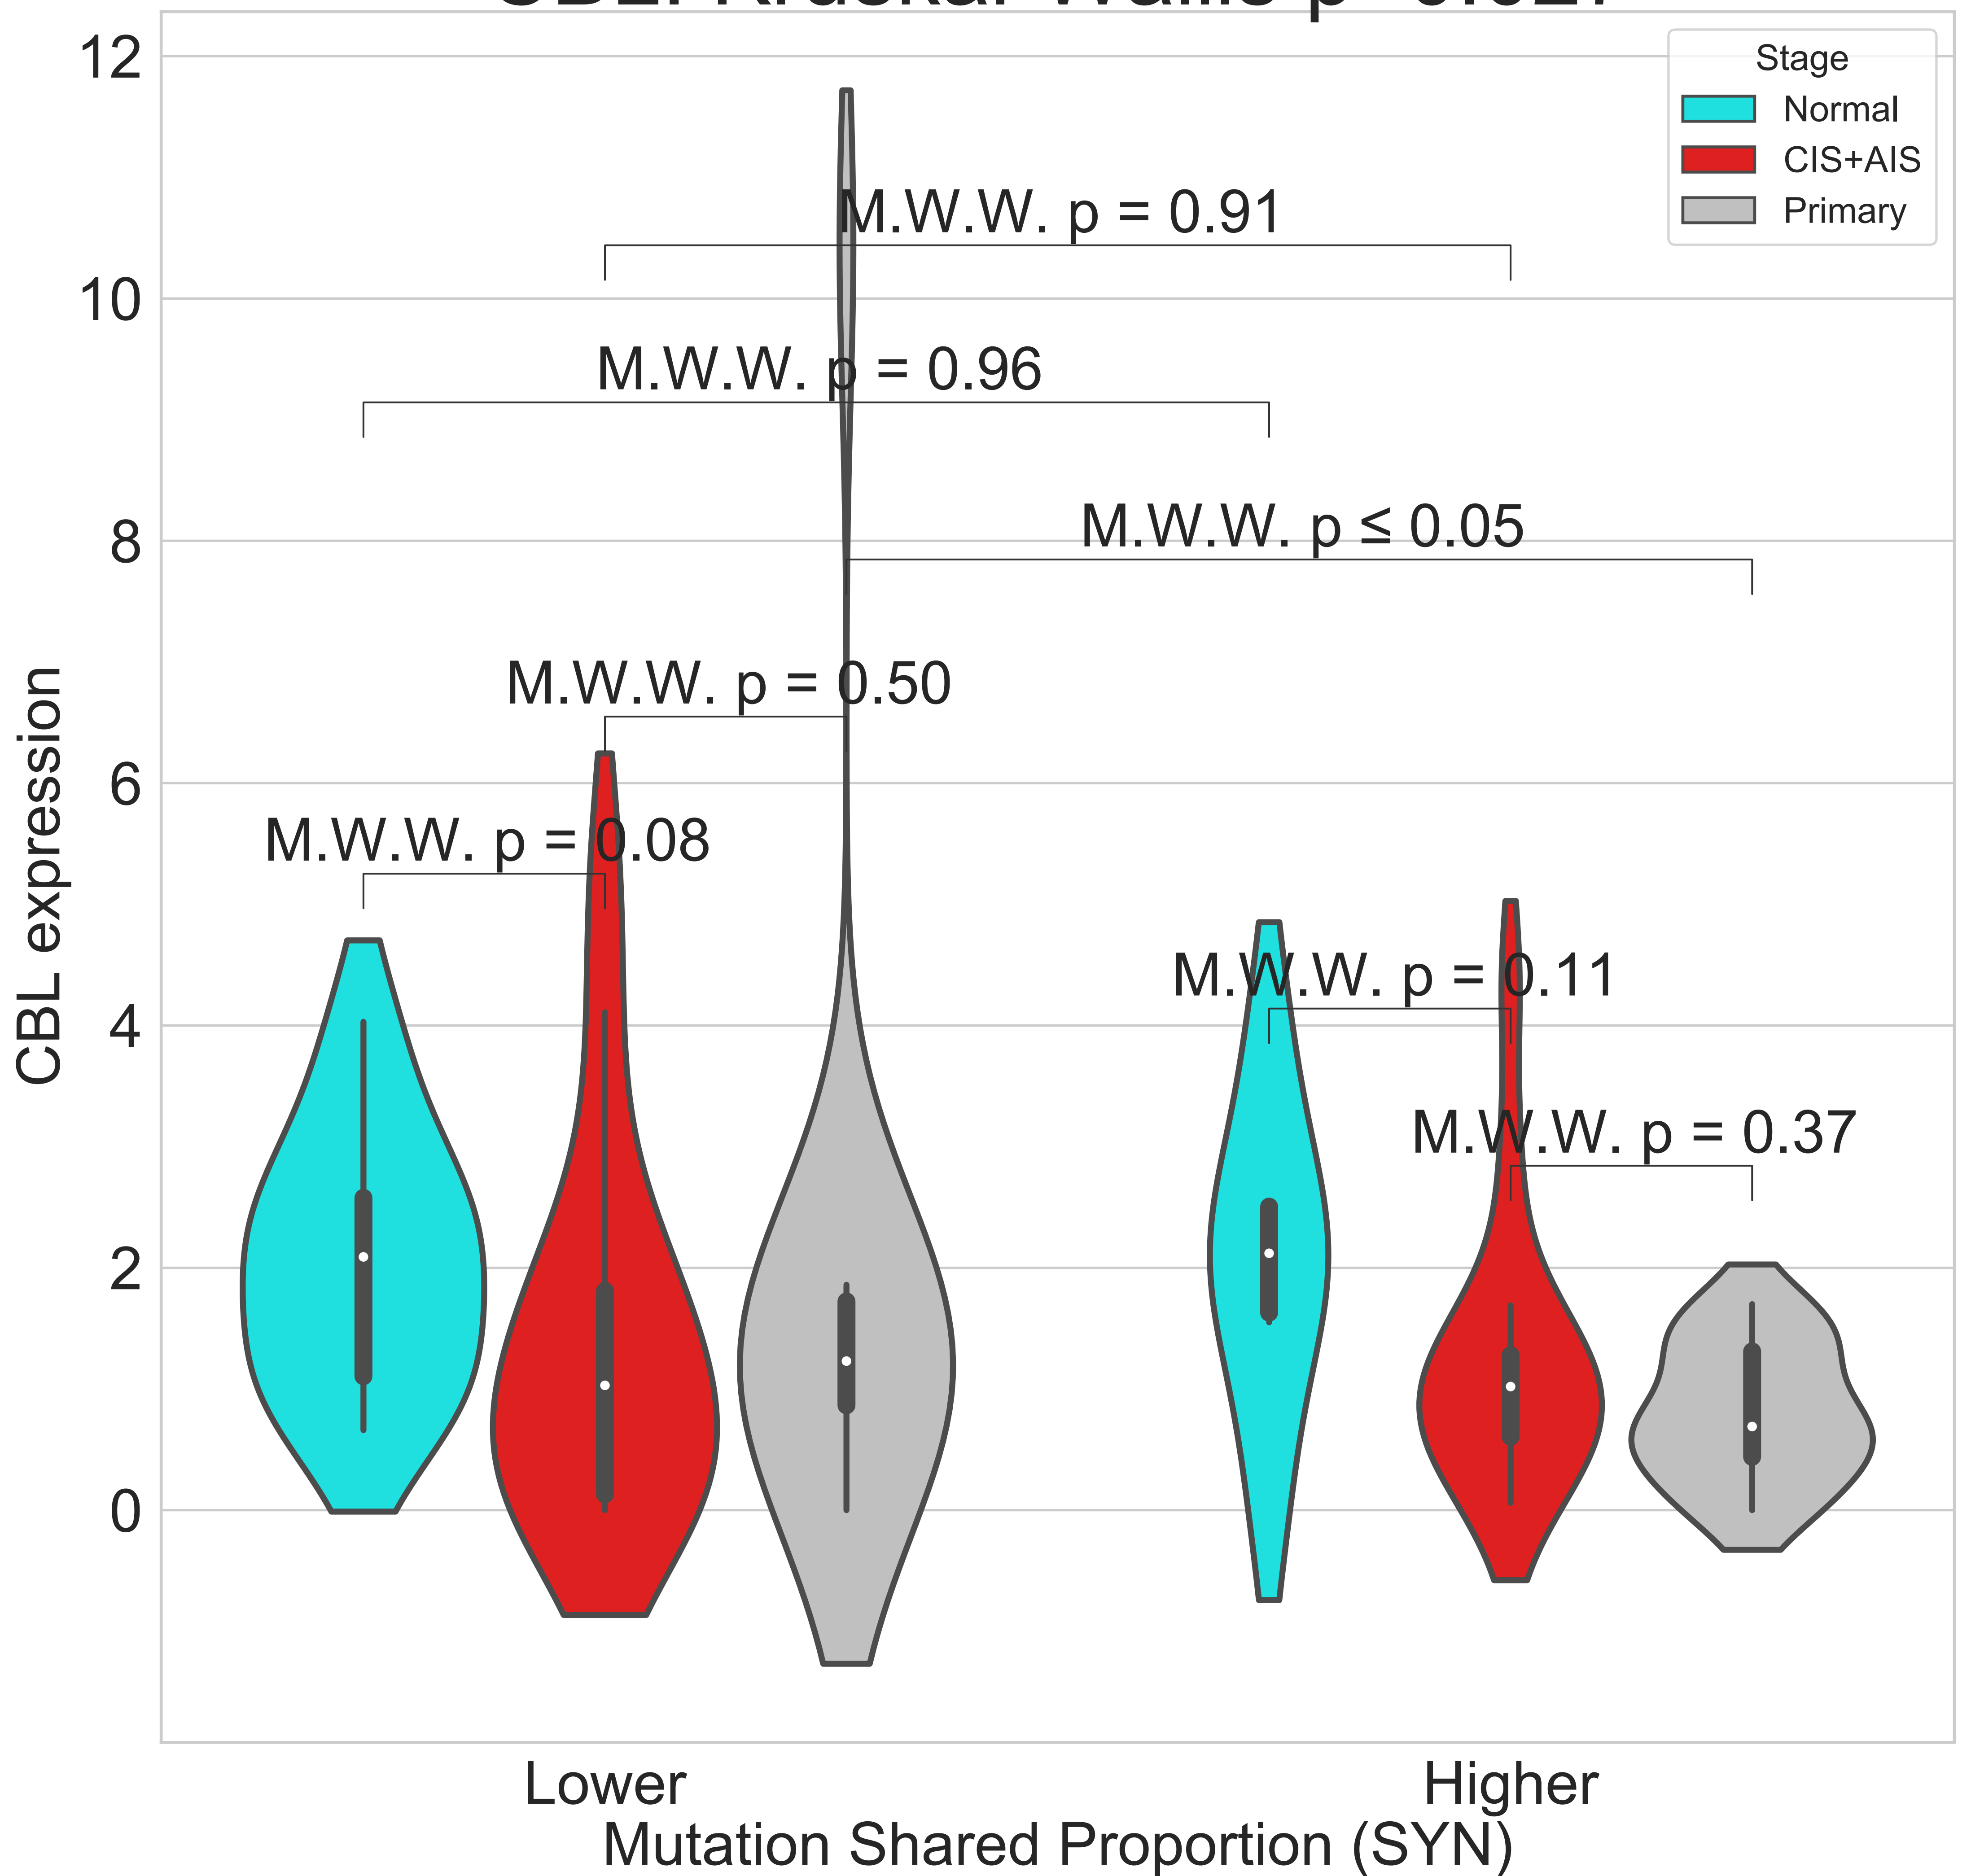 12
10
8
6
4
2
0
CBL expression
Stage
Normal
CIS+AIS
Primary
M.W.W. p = 0.91
M.W.W. p = 0.96
M.W.W. p ≤ 0.05
M.W.W. p = 0.50
M.W.W. p = 0.08
M.W.W. p = 0.11
M.W.W. p = 0.37
Lower
Higher
Mutation Shared Proportion (SYN)